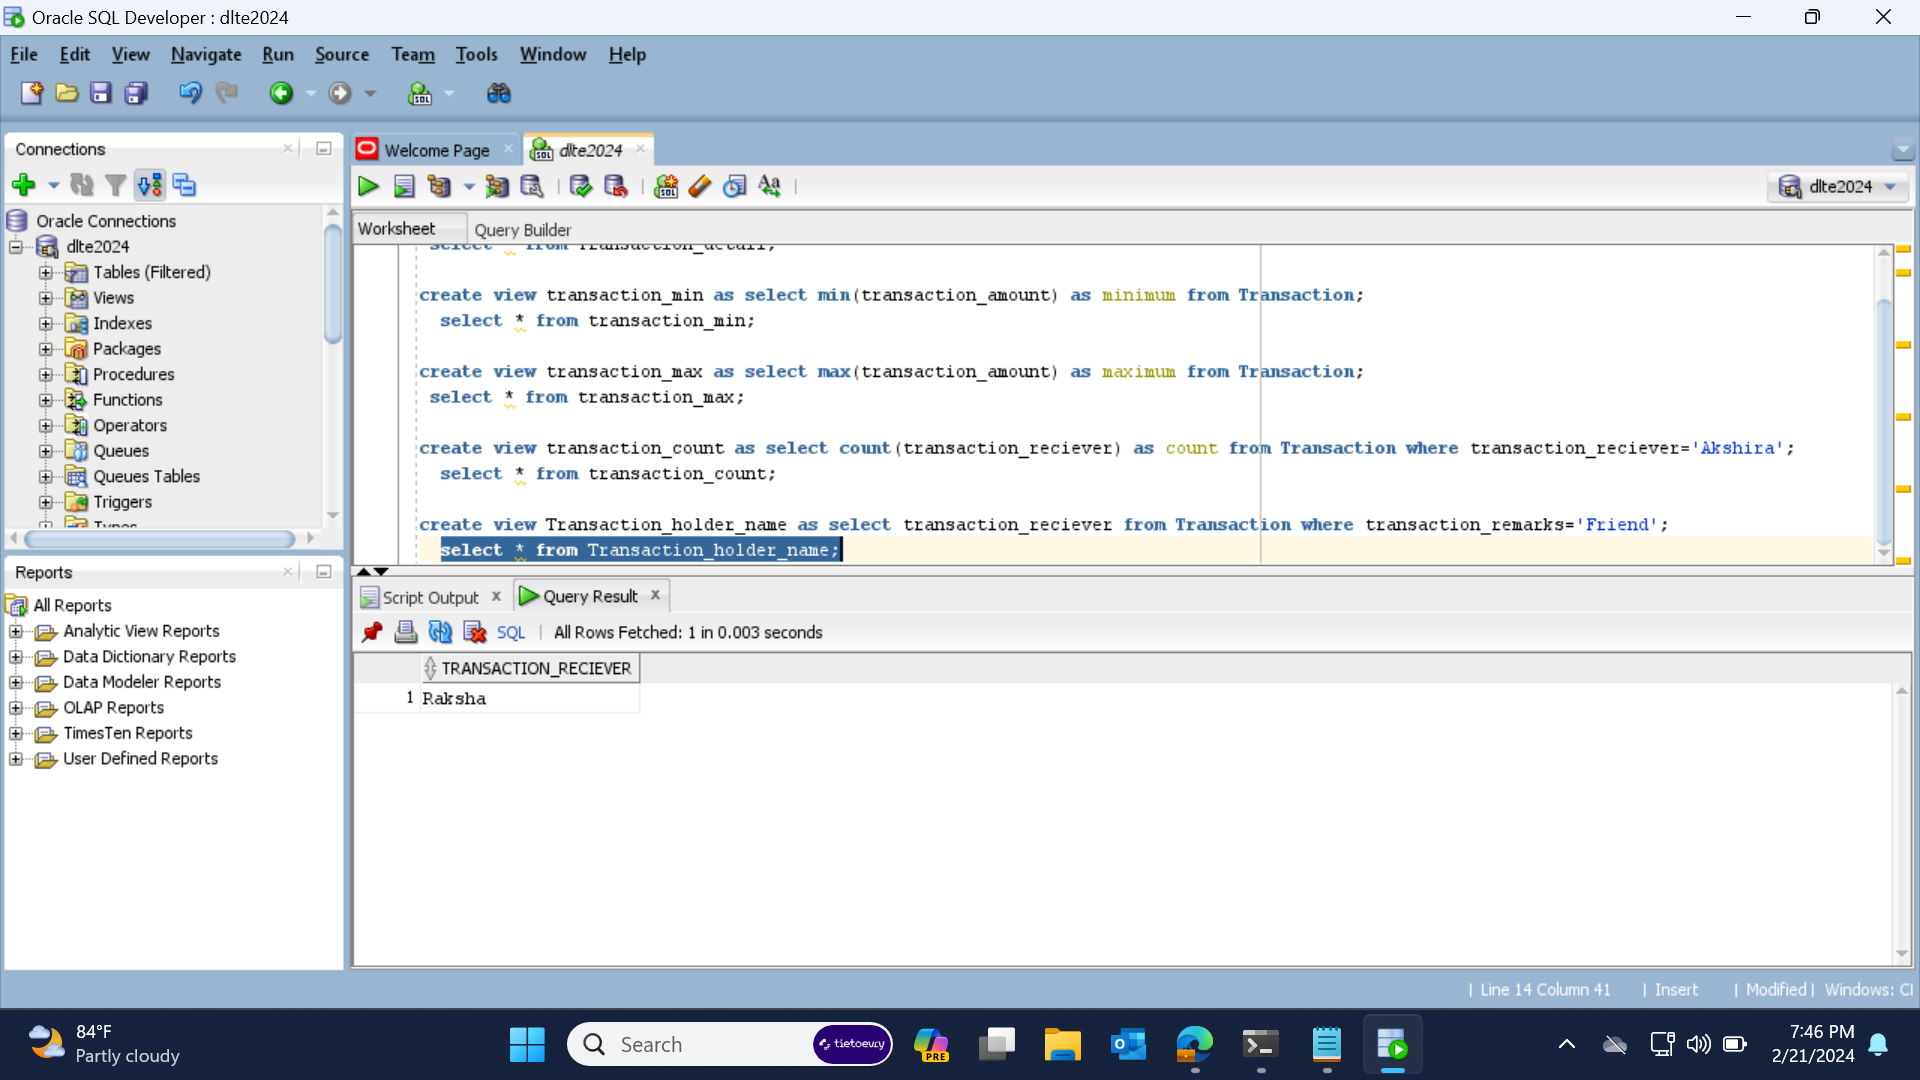 Oracle SQL Developer : dlte2024
File Edit View Navigate Run Source Team Tools Window Help
Connections
Oracle Connections
dlte2024
Tables (Filtered)
Views
Indexes
Packages
Procedures
Functions
Operators
Queues
Queues Tables
Triggers
Types
Reports
All Reports
Analytic View Reports
Data Dictionary Reports
Data Modeler Reports
OLAP Reports
TimesTen Reports
User Defined Reports
Welcome Page
dlte2024
dlte2024
Worksheet Query Builder
select * from Transaction_detail;
create view transaction_min as select min(transaction_amount) as minimum from Transaction;
select * from transaction_min;
create view transaction_max as select max(transaction_amount) as maximum from Transaction;
select * from transaction_max;
create view transaction_count as select count(transaction_reciever) as count from Transaction where transaction_reciever='Akshira';
select * from transaction_count;
create view Transaction_holder_name as select transaction_reciever from Transaction where transaction_remarks='Friend';
select * from Transaction_holder_name;
Script Output x Query Result x
SQL | All Rows Fetched: 1 in 0.003 seconds
TRANSACTION_RECIEVER
1 Raksha
| Line 14 Column 41 | Insert | Modified | Windows: Cl
84°F
Partly cloudy
Search
tietoevry
PRE
7:46 PM
2/21/2024